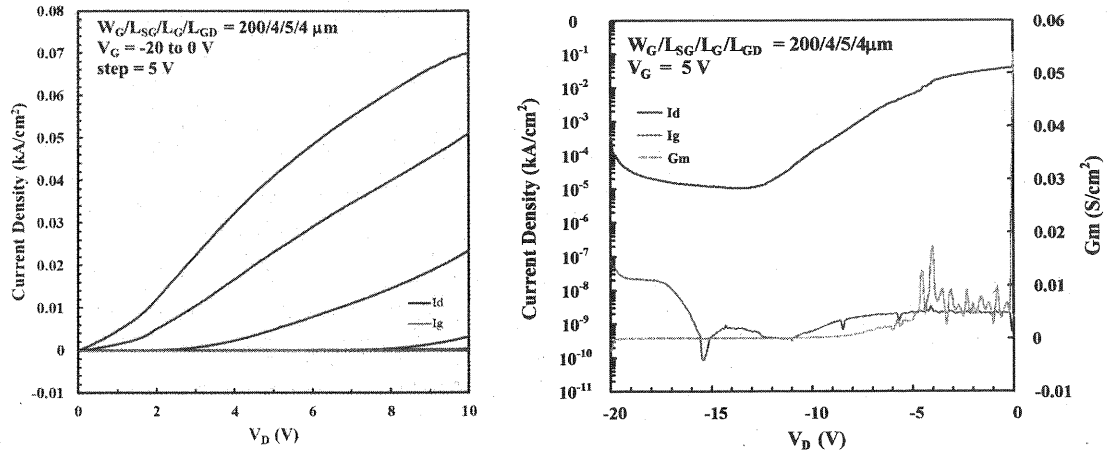 W_G/L_SG/L_G/L_GD = 200/4/5/4 μm
V_G = -20 to 0 V
step = 5 V
0.08
0.07
0.06
0.05
0.04
0.03
0.02
0.01
0
-0.01
Current Density (kA/cm²)
Id
Ig
0 2 4 6 8 10
V_D (V)
W_G/L_SG/L_G/L_GD = 200/4/5/4μm
V_G = 5 V
Id
Ig
Gm
0
10⁻¹
10⁻²
10⁻³
10⁻⁴
10⁻⁵
10⁻⁶
10⁻⁷
10⁻⁸
10⁻⁹
10⁻¹⁰
10⁻¹¹
Current Density (kA/cm²)
0.06
0.05
0.04
0.03
0.02
0.01
0
-0.01
Gm (S/cm²)
-20 -15 -10 -5 0
V_D (V)